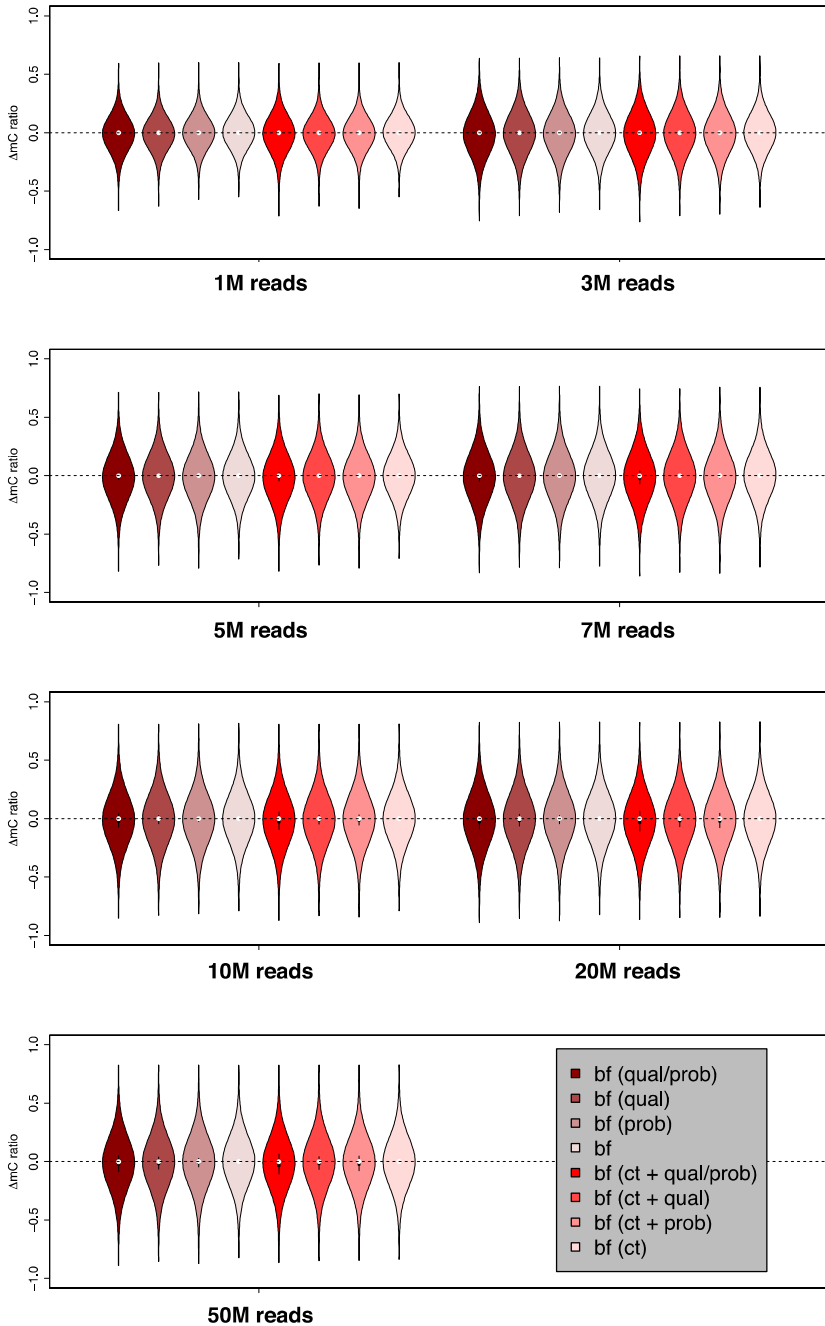 1.0
0.5
0.0
−0.5
−1.0
ΔmC ratio
1M reads
3M reads
1.0
0.5
0.0
−0.5
−1.0
ΔmC ratio
5M reads
7M reads
1.0
0.5
0.0
−0.5
−1.0
ΔmC ratio
10M reads
20M reads
1.0
0.5
0.0
−0.5
−1.0
ΔmC ratio
bf (qual/prob)
bf (qual)
bf (prob)
bf
bf (ct + qual/prob)
bf (ct + qual)
bf (ct + prob)
bf (ct)
50M reads